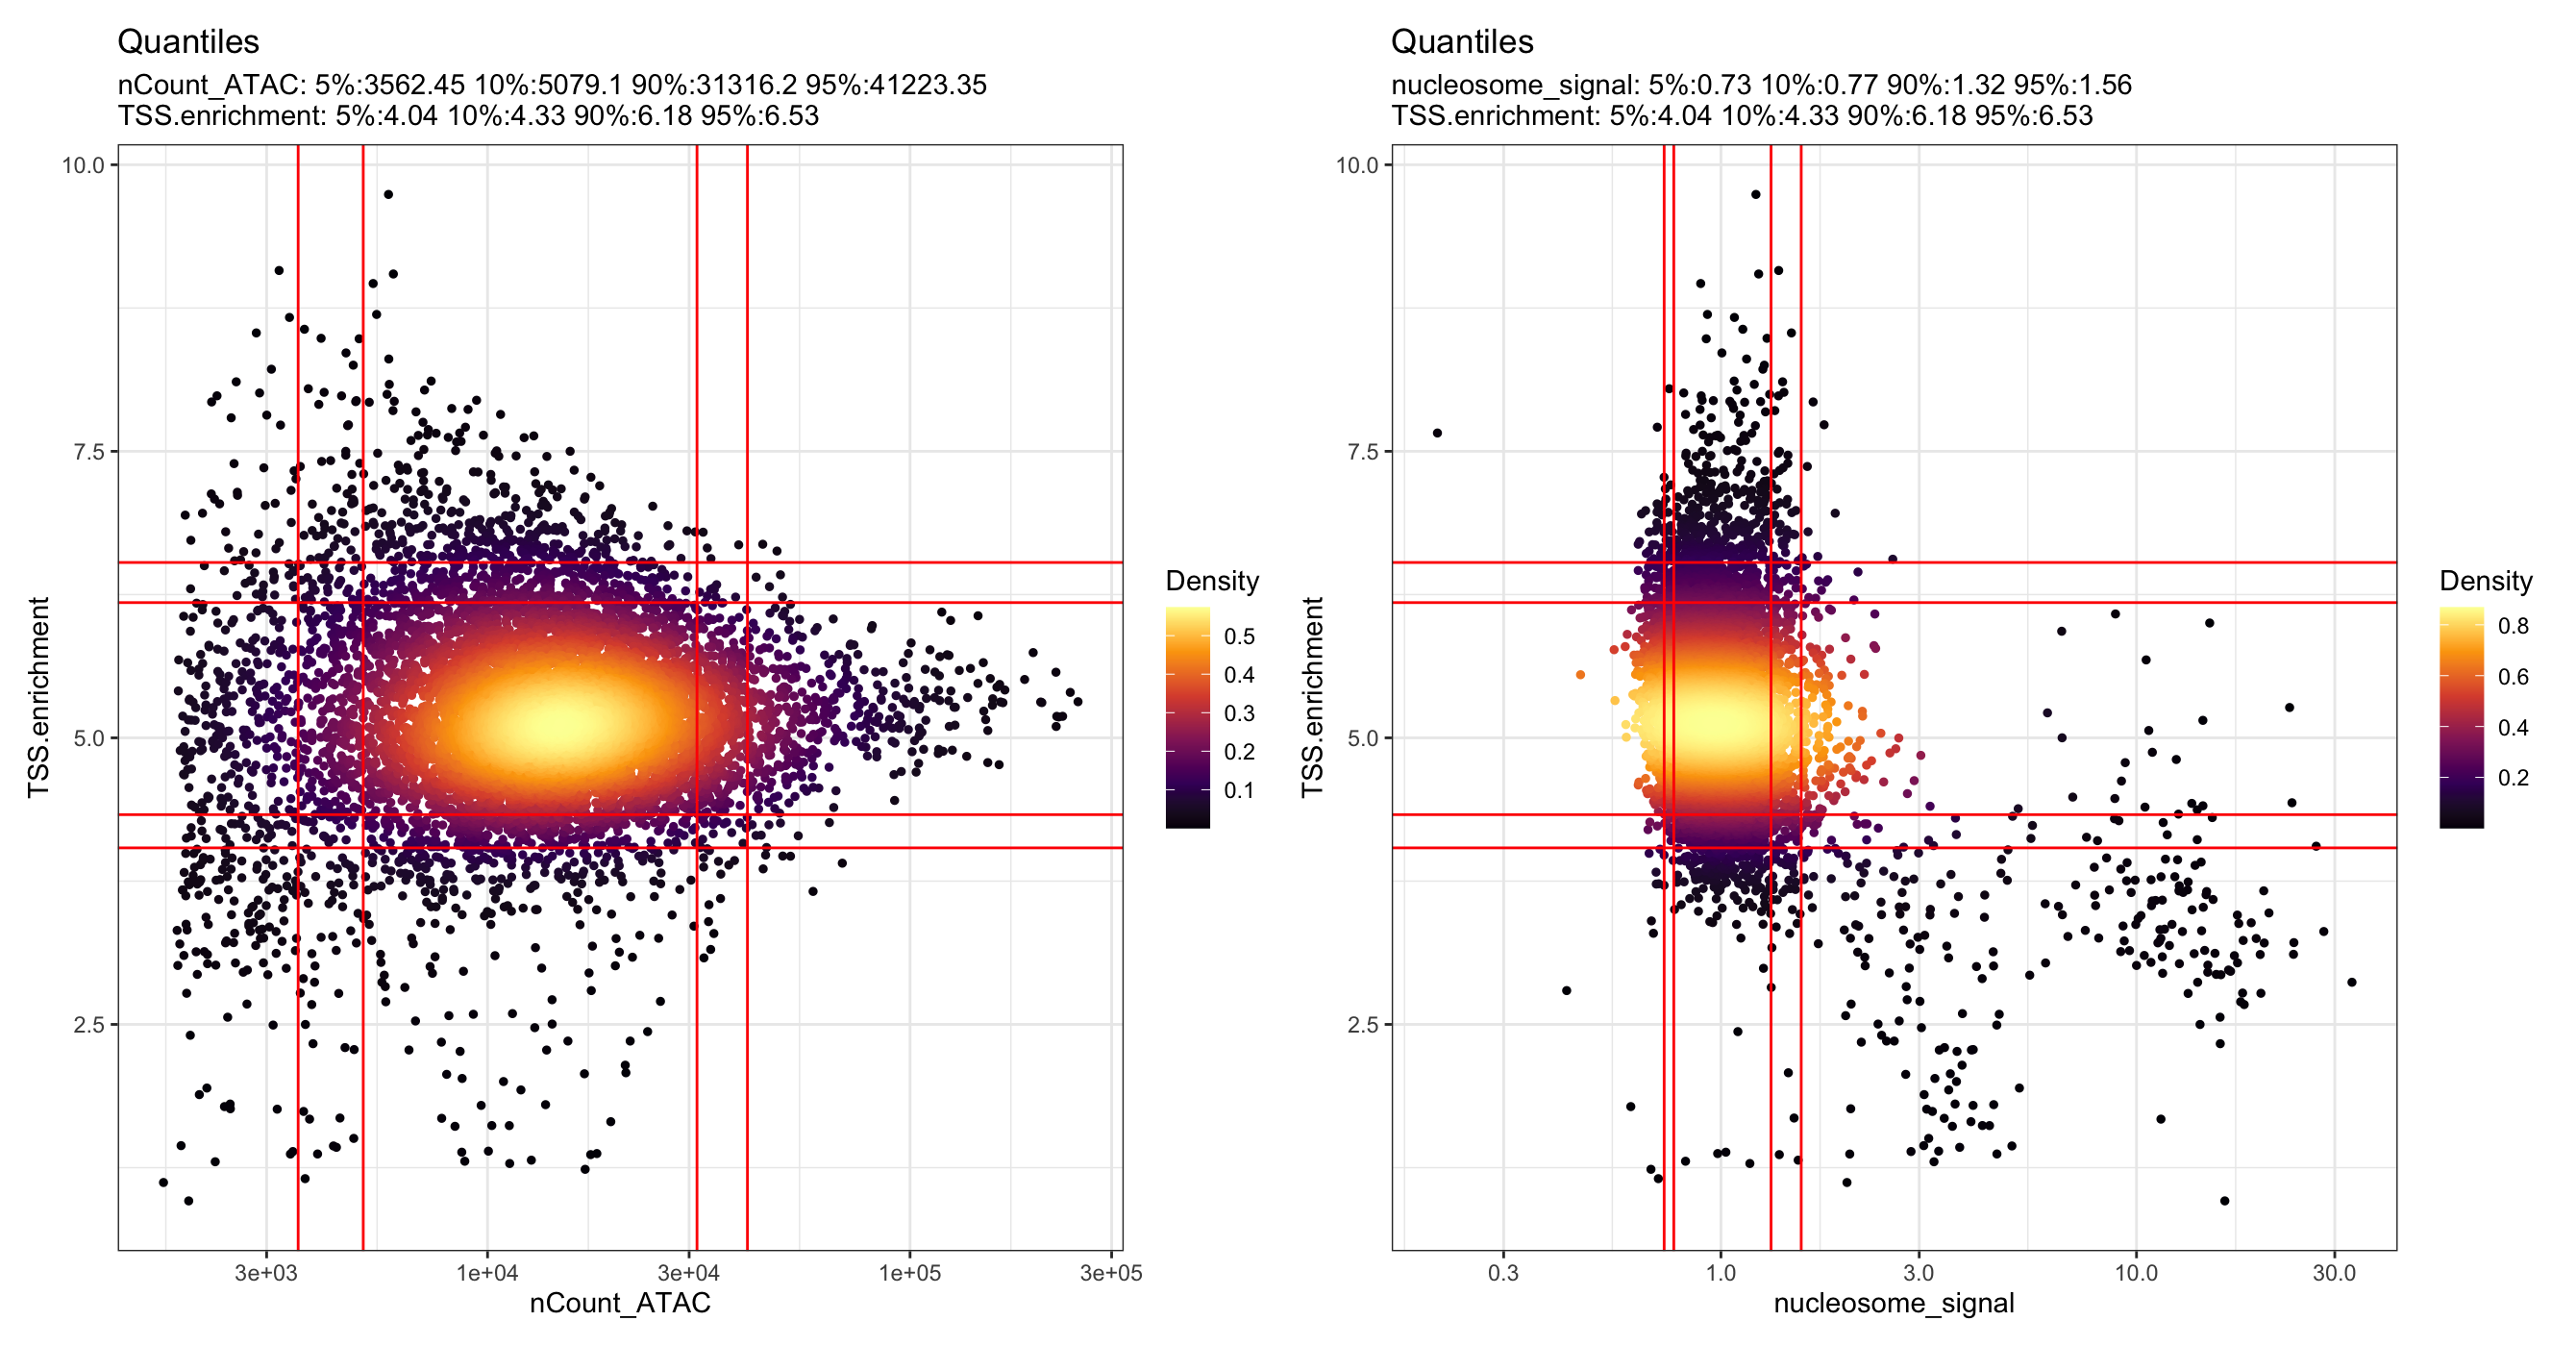 Quantiles
nCount_ATAC: 5%:3562.45 10%:5079.1 90%:31316.2 95%:41223.35
TSS.enrichment: 5%:4.04 10%:4.33 90%:6.18 95%:6.53
10.0
7.5
5.0
2.5
TSS.enrichment
3e+03 1e+04 3e+04 1e+05 3e+05
nCount_ATAC
Density
0.5
0.4
0.3
0.2
0.1
Quantiles
nucleosome_signal: 5%:0.73 10%:0.77 90%:1.32 95%:1.56
TSS.enrichment: 5%:4.04 10%:4.33 90%:6.18 95%:6.53
10.0
7.5
5.0
2.5
TSS.enrichment
0.3 1.0 3.0 10.0 30.0
nucleosome_signal
Density
0.8
0.6
0.4
0.2